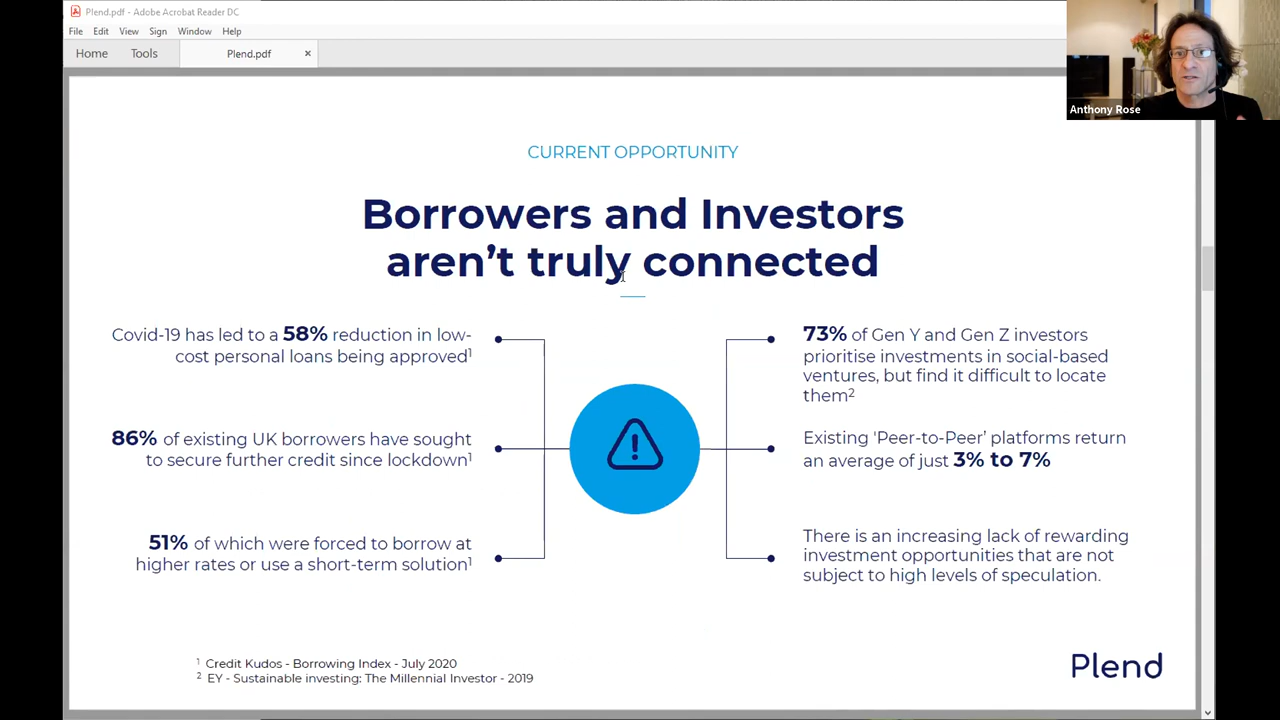 Plend.pdf - Adobe Acrobat Reader DC
File Edit View Sign Window Help
Home Tools Plend.pdf ×
Anthony Rose
CURRENT OPPORTUNITY
Borrowers and Investors
aren’t truly connected
Covid-19 has led to a 58% reduction in low-
cost personal loans being approved¹
86% of existing UK borrowers have sought
to secure further credit since lockdown¹
51% of which were forced to borrow at
higher rates or use a short-term solution¹
!
73% of Gen Y and Gen Z investors
prioritise investments in social-based
ventures, but find it difficult to locate
them²
Existing 'Peer-to-Peer’ platforms return
an average of just 3% to 7%
There is an increasing lack of rewarding
investment opportunities that are not
subject to high levels of speculation.
¹ Credit Kudos - Borrowing Index - July 2020
² EY - Sustainable investing: The Millennial Investor - 2019
Plend